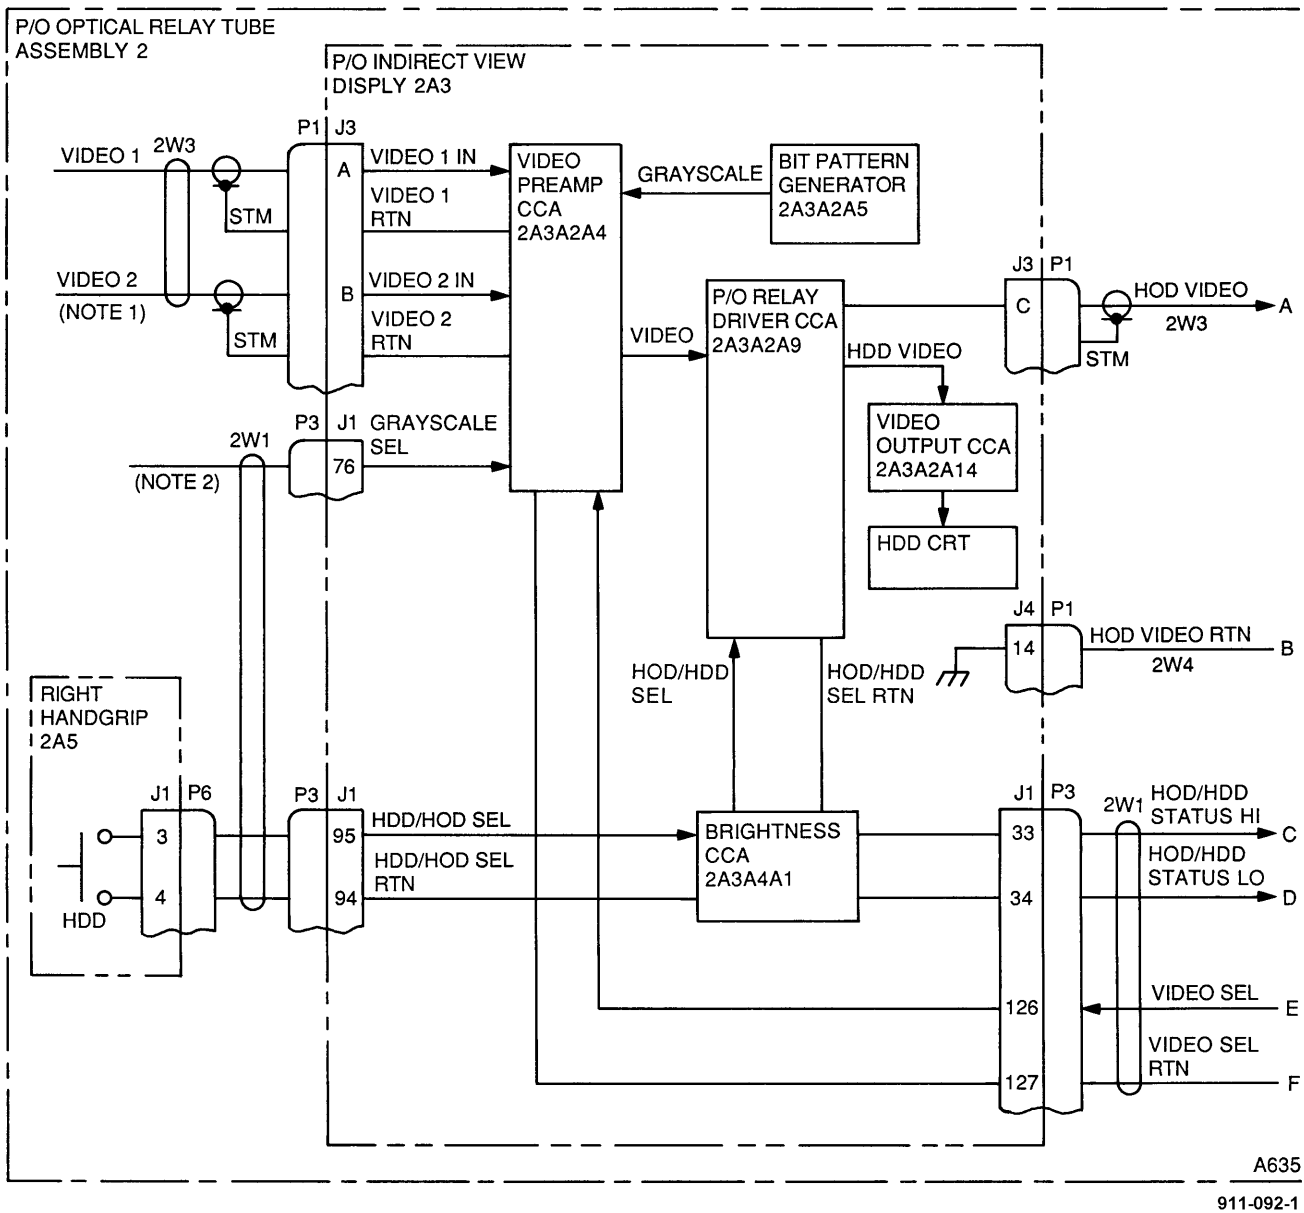 P/O OPTICAL RELAY TUBE
ASSEMBLY 2
P/O INDIRECT VIEW
DISPLY 2A3
P1 J3
2W3
VIDEO 1
STM
A
VIDEO 1 IN
VIDEO 1
RTN
VIDEO 2
(NOTE 1)
STM
B
VIDEO 2 IN
VIDEO 2
RTN
VIDEO
PREAMP
CCA
2A3A2A4
GRAYSCALE
BIT PATTERN
GENERATOR
2A3A2A5
P3 J1
GRAYSCALE
SEL
2W1
76
(NOTE 2)
VIDEO
P/O RELAY
DRIVER CCA
2A3A2A9
HDD VIDEO
VIDEO
OUTPUT CCA
2A3A2A14
HDD CRT
J3 P1
C
HOD VIDEO
A
2W3
STM
J4 P1
14
HOD VIDEO RTN
B
2W4
HOD/HDD
SEL
HOD/HDD
SEL RTN
RIGHT
HANDGRIP
2A5
J1 P6
3
4
HDD
P3 J1
95
HDD/HOD SEL
94
HDD/HOD SEL
RTN
BRIGHTNESS
CCA
2A3A4A1
J1 P3
2W1
33
HOD/HDD
STATUS HI
C
34
HOD/HDD
STATUS LO
D
126
VIDEO SEL
E
127
VIDEO SEL
RTN
F
A635
911-092-1